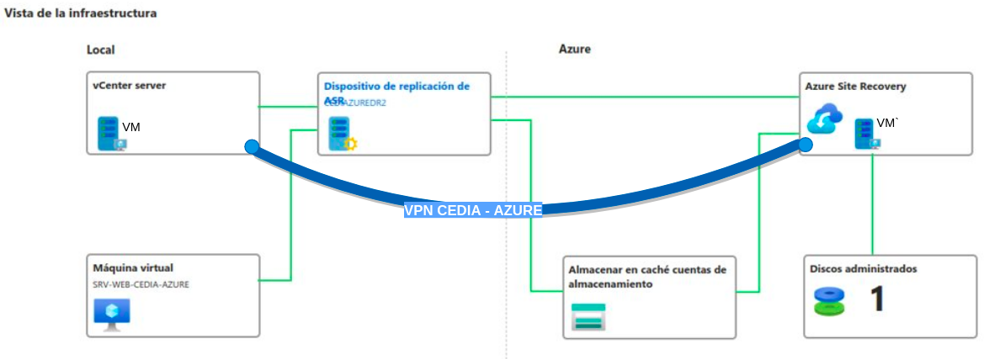 Vista de la infraestructura
Local
Azure
vCenter server
VM
Dispositivo de replicación de
ASR
CEDIAZUREDR2
Azure Site Recovery
VM`
VPN CEDIA - AZURE
Máquina virtual
SRV-WEB-CEDIA-AZURE
Almacenar en caché cuentas de
almacenamiento
Discos administrados
1